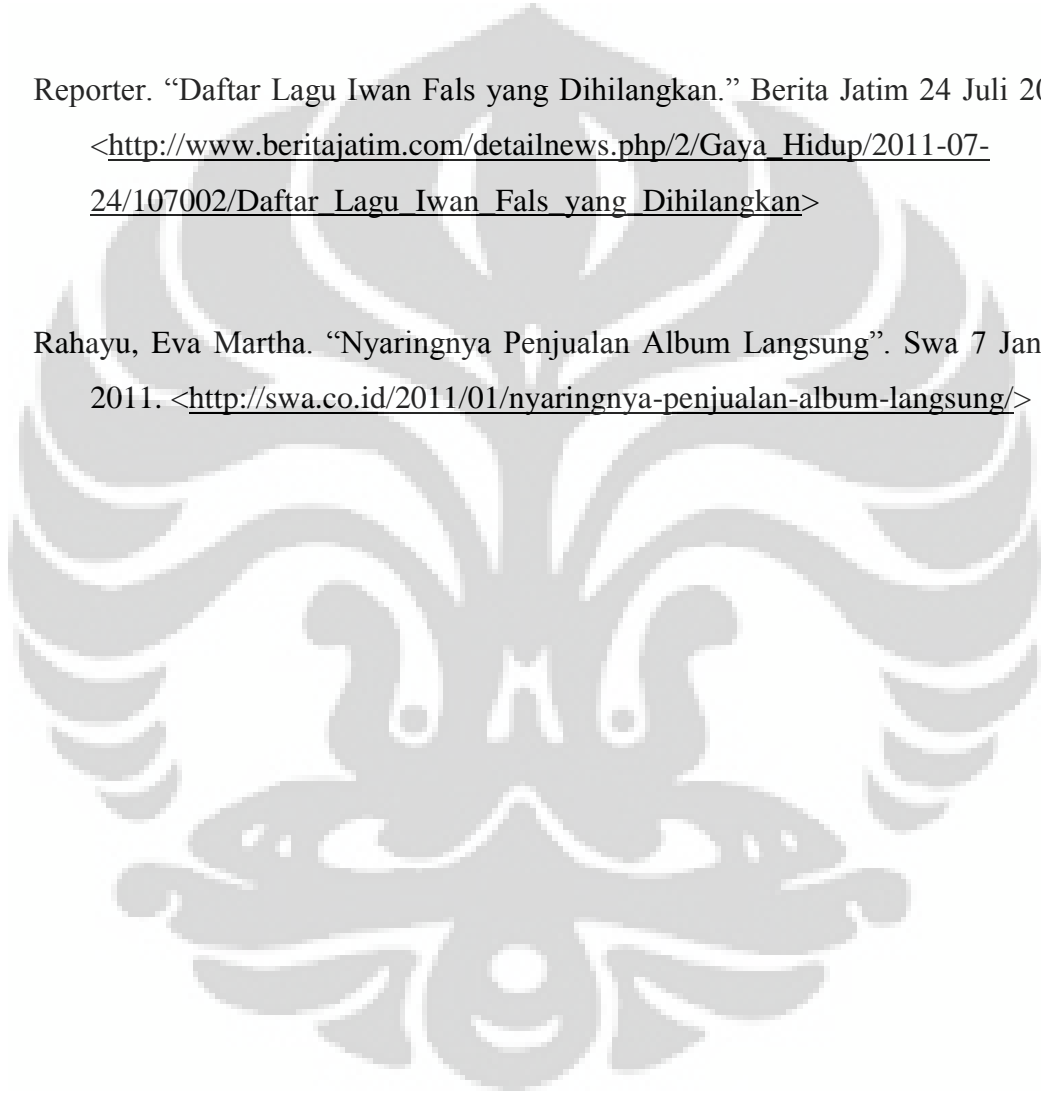 Reporter. “Daftar Lagu Iwan Fals yang Dihilangkan.” Berita Jatim 24 Juli
<http://www.beritajatim.com/detailnews.php/2/Gaya_Hidup/2011-07-
24/107002/Daftar_Lagu_Iwan_Fals_yang_Dihilangkan>
Rahayu, Eva Martha. “Nyaringnya Penjualan Album Langsung”. Swa 7
2011. <http://swa.co.id/2011/01/nyaringnya-penjualan-album-langsung/>